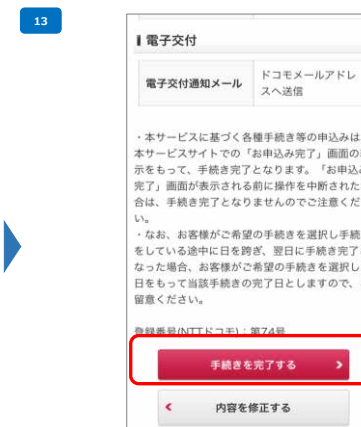 13
電子交付
電子交付通知メール
ドコモメールアドレ
スへ送信
・本サービスに基づく各種手続き等の申込みは
本サービスサイトでの「お申込み完了」画面の
示をもって、手続き完了となります。「お申込
完了」画面が表示される前に操作を中断された
合は、手続き完了となりませんのでご注意くだ
い。
・なお、お客様がご希望の手続きを選択し手続
をしている途中に日を跨ぎ、翌日に手続き完了
なった場合、お客様がご希望の手続きを選択し
日をもって当該手続きの完了日としますので、
留意ください。
登録番号(NTTドコモ)：第74号
手続きを完了する
内容を修正する